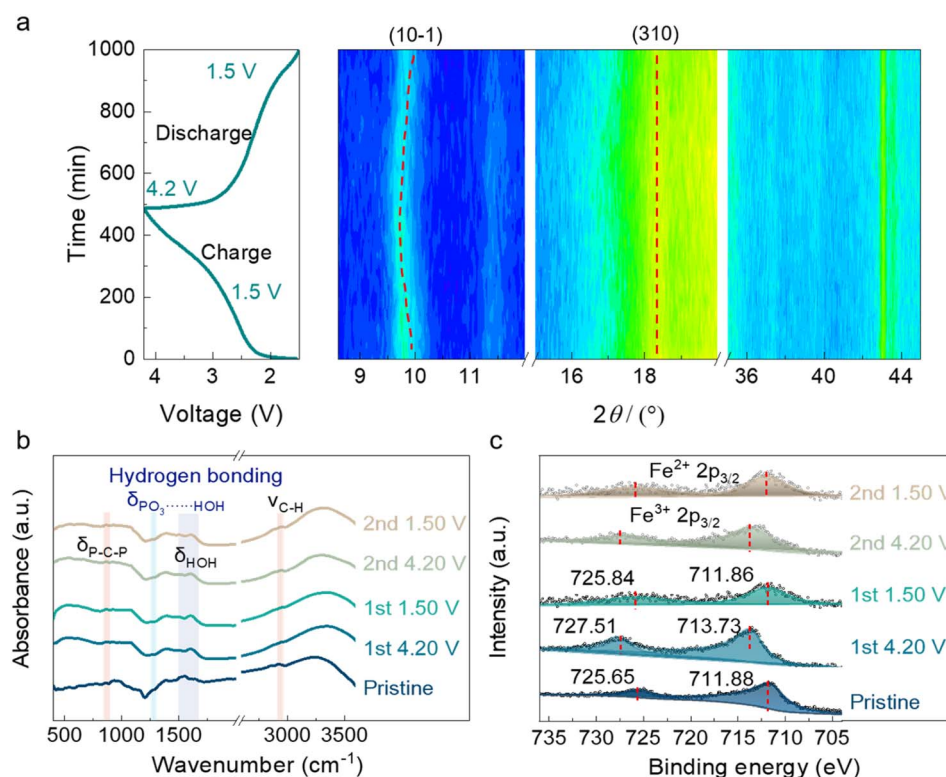 a
(10-1)
(310)
1000
800
600
400
200
0
Time (min)
1.5 V
Discharge
4.2 V
Charge
1.5 V
4 3 2
Voltage (V)
9 10 11 16 18 36 40 44
2θ / (°)
b
Hydrogen bonding
δPO3······HOH
νC-H
δP-C-P
δHOH
2nd 1.50 V
2nd 4.20 V
1st 1.50 V
1st 4.20 V
Pristine
Absorbance (a.u.)
500 1000 1500 3000 3500
Wavenumber (cm-1)
c
Fe2+ 2p3/2
2nd 1.50 V
Fe3+ 2p3/2
2nd 4.20 V
725.84 711.86
1st 1.50 V
727.51 713.73
1st 4.20 V
725.65 711.88
Pristine
Intensity (a.u.)
735 730 725 720 715 710 705
Binding energy (eV)